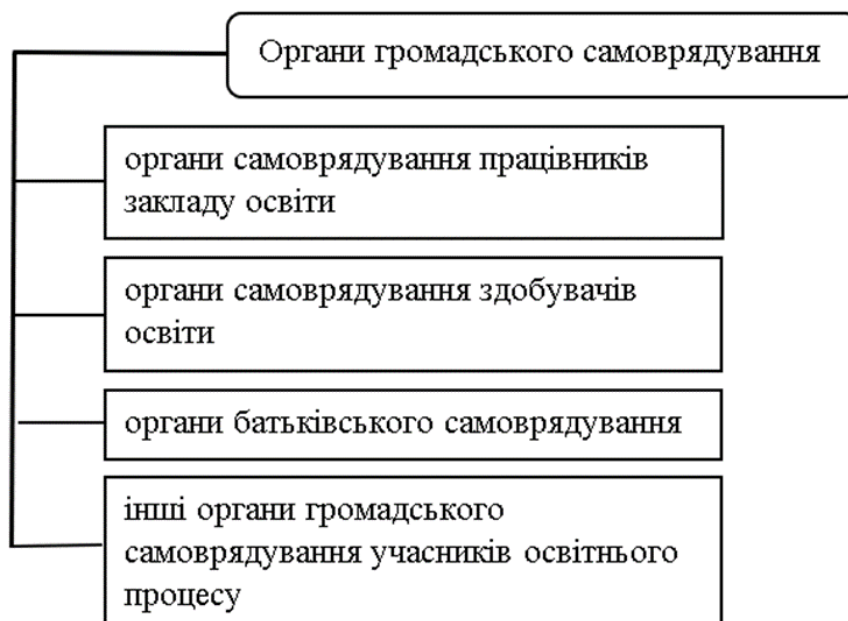 Органи громадського самоврядування
органи самоврядування працівників
закладу освіти
органи самоврядування здобувачів
освіти
органи батьківського самоврядування
інші органи громадського
самоврядування учасників освітнього
процесу